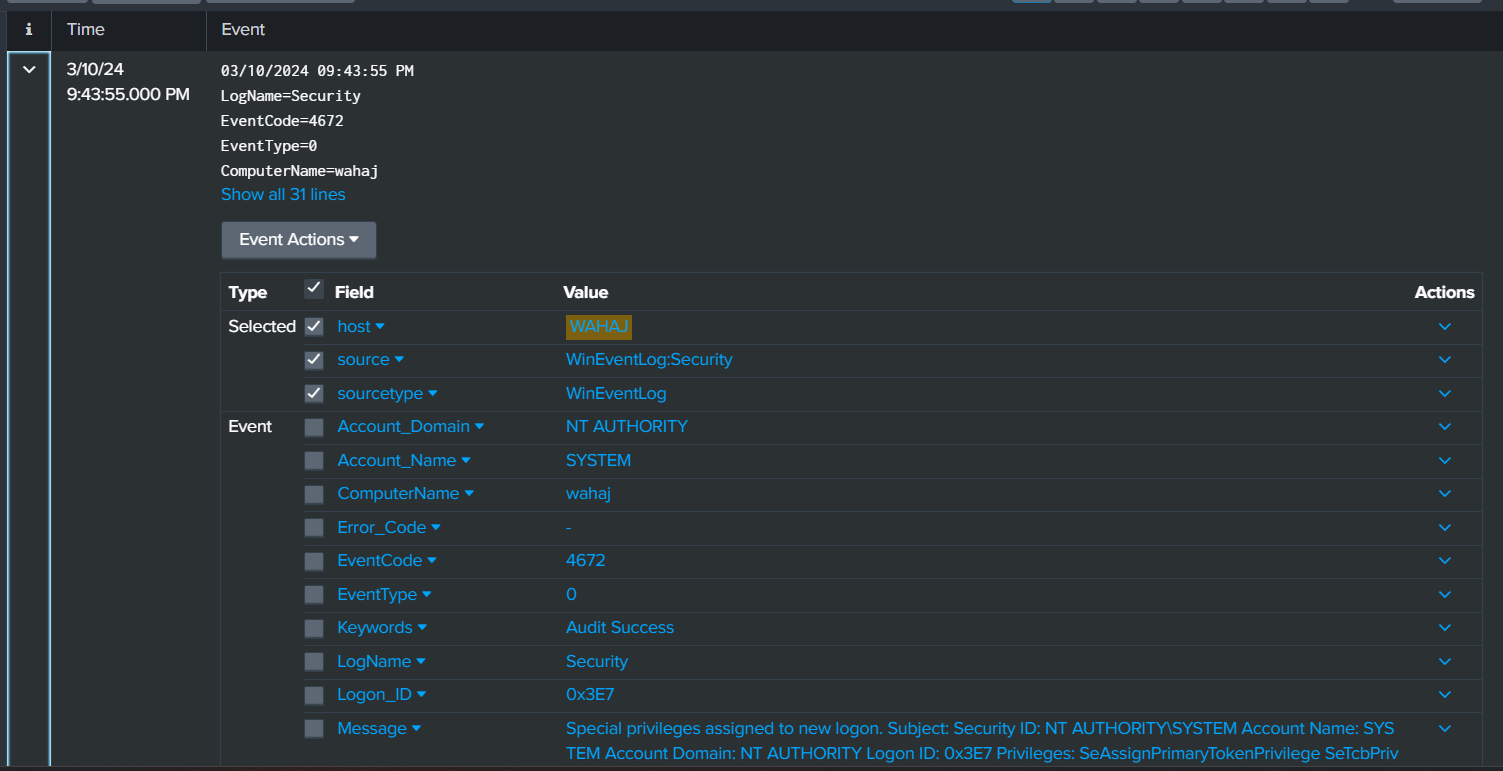 i Time Event
3/10/24
9:43:55.000 PM
03/10/2024 09:43:55 PM
LogName=Security
EventCode=4672
EventType=0
ComputerName=wahaj
Show all 31 lines
Event Actions
Type Field Value Actions
Selected host WAHAJ
source WinEventLog:Security
sourcetype WinEventLog
Event Account_Domain NT AUTHORITY
Account_Name SYSTEM
ComputerName wahaj
Error_Code -
EventCode 4672
EventType 0
Keywords Audit Success
LogName Security
Logon_ID 0x3E7
Message Special privileges assigned to new logon. Subject: Security ID: NT AUTHORITY\SYSTEM Account Name: SYS
TEM Account Domain: NT AUTHORITY Logon ID: 0x3E7 Privileges: SeAssignPrimaryTokenPrivilege SeTcbPriv